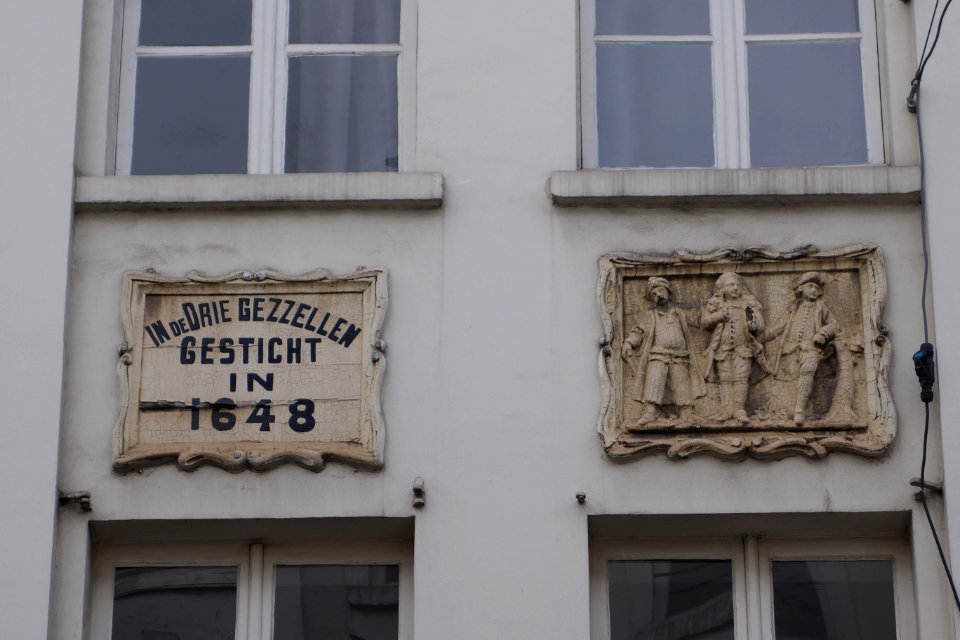 IN DE DRIE GEZZELLEN
GESTICHT
IN
1648